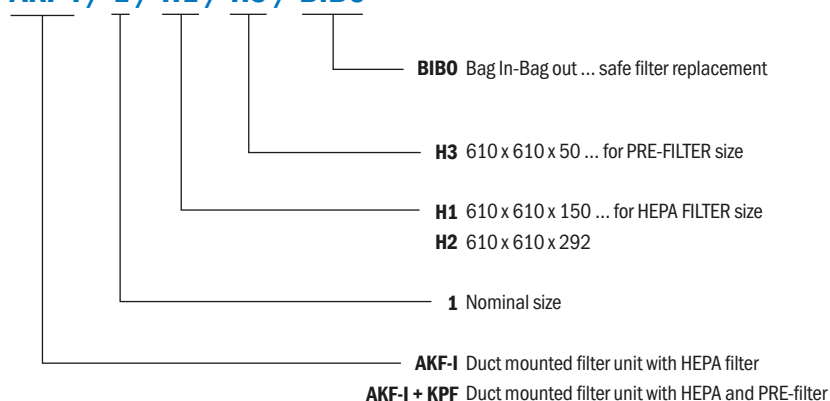 BIBO Bag In-Bag out ... safe filter replacement
H3 610 x 610 x 50 ... for PRE-FILTER size
H1 610 x 610 x 150 ... for HEPA FILTER size
H2 610 x 610 x 292
1 Nominal size
AKF-I Duct mounted filter unit with HEPA filter
AKF-I + KPF Duct mounted filter unit with HEPA and PRE-filter